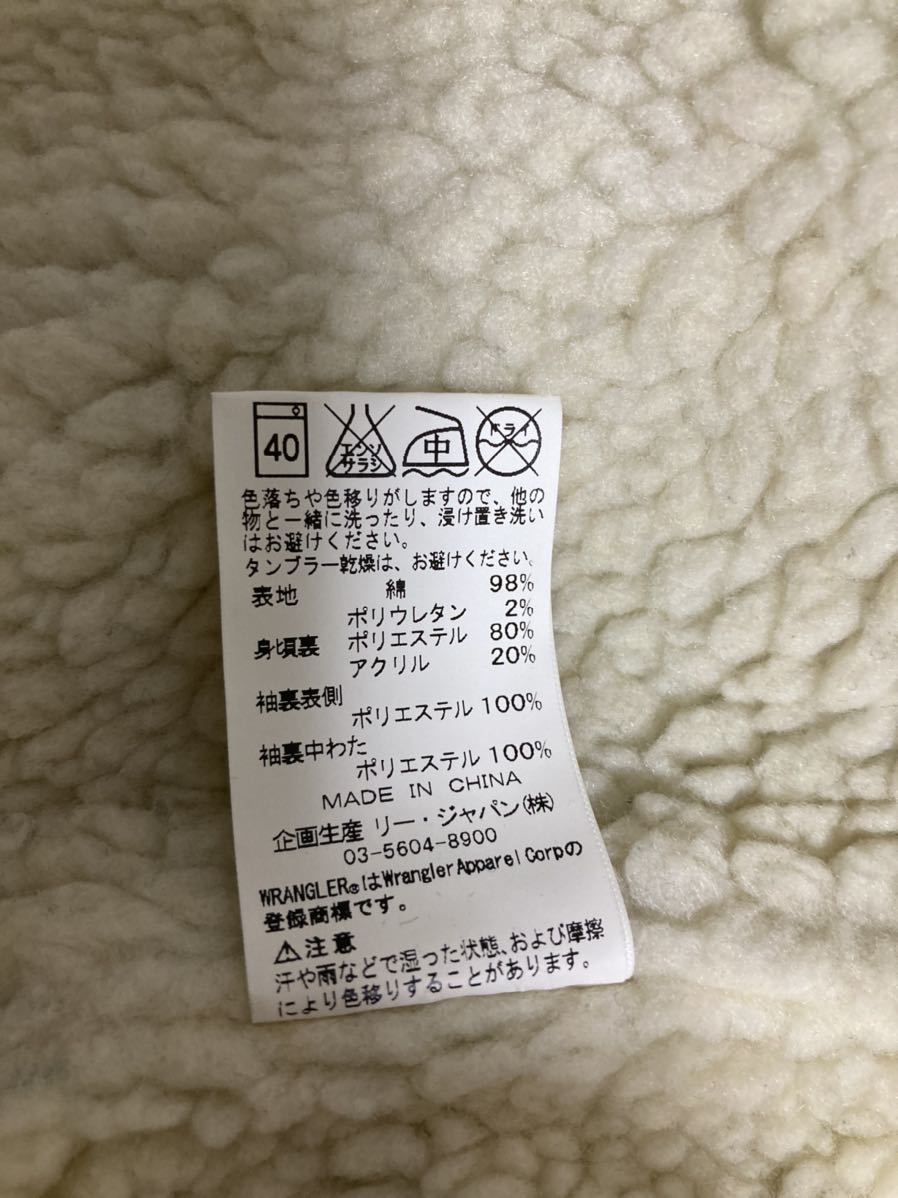 40 エンソサラシ 中 ドライ
色落ちや色移りがしますので、他の
物と一緒に洗ったり、浸け置き洗い
はお避けください。
タンブラー乾燥は、お避けください。
表地 綿 98%
ポリウレタン 2%
身頃裏 ポリエステル 80%
アクリル 20%
袖裏表側
ポリエステル 100%
袖裏中わた
ポリエステル 100%
MADE IN CHINA
企画生産 リー・ジャパン(株)
03-5604-8900
WRANGLER®はWrangler Apparel Corpの
登録商標です。
⚠注意
汗や雨などで湿った状態、および摩擦
により色移りすることがあります。